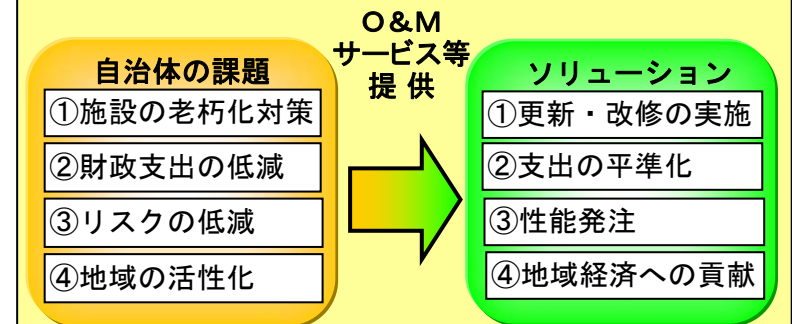 O&M
サービス等
提供
自治体の課題
①施設の老朽化対策
②財政支出の低減
③リスクの低減
④地域の活性化
ソリューション
①更新・改修の実施
②支出の平準化
③性能発注
④地域経済への貢献